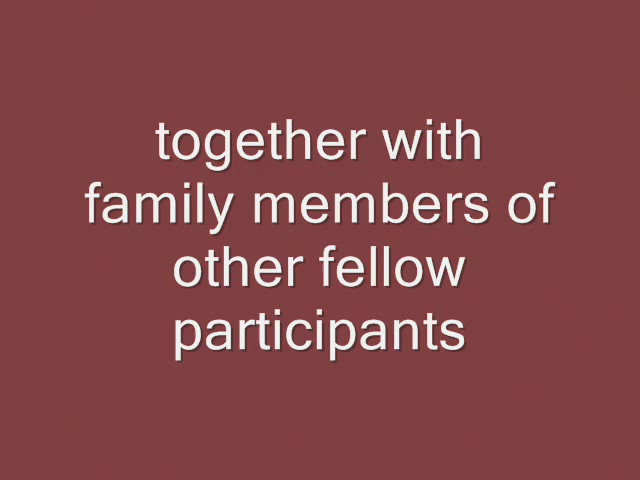 together with
family members of
other fellow
participants